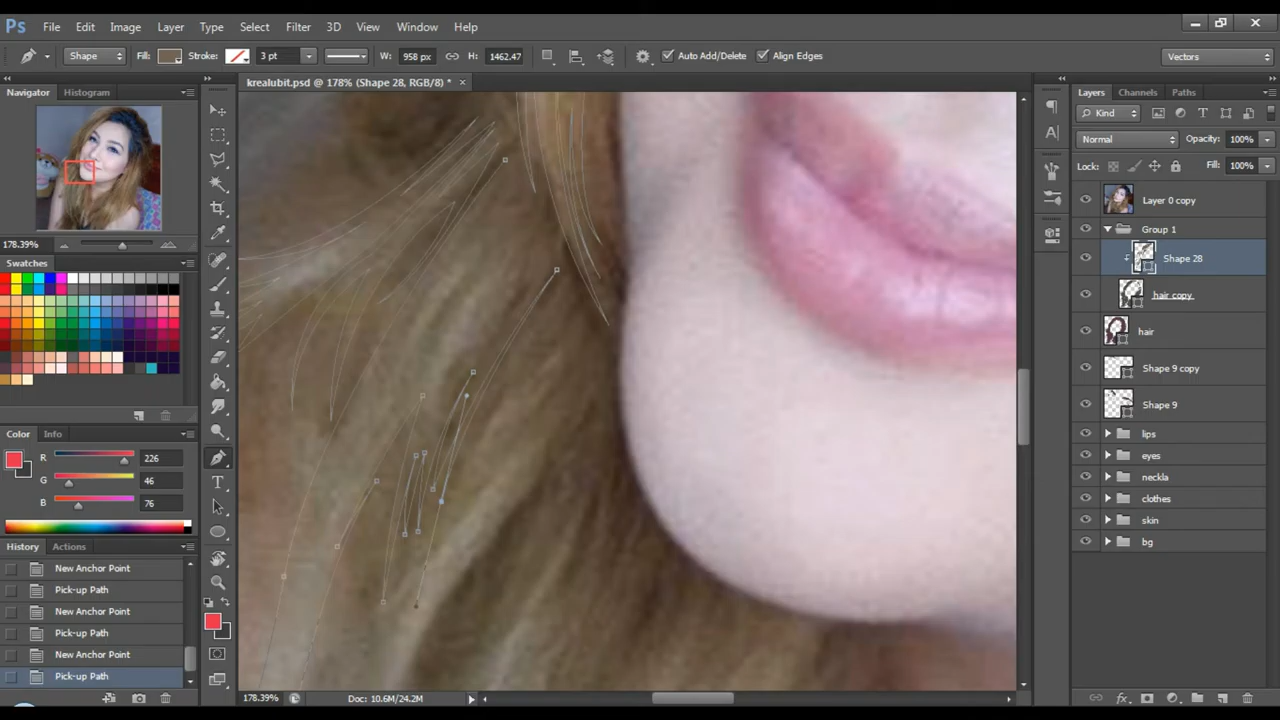 Ps File Edit Image Layer Type Select Filter 3D View Window Help
Shape Fill: Stroke: 3 pt W: 958 px H: 1462.47 Auto Add/Delete Align Edges Vectors
Navigator Histogram
krealubit.psd @ 178% (Shape 28, RGB/8) * ×
Layers Channels Paths
Kind
Normal Opacity: 100%
Lock: Fill: 100%
Layer 0 copy
Group 1
Shape 28
hair copy
hair
Shape 9 copy
Shape 9
lips
eyes
neckla
clothes
skin
bg
178.39%
Swatches
Color Info
R 226
G 46
B 76
History Actions
New Anchor Point
Pick-up Path
New Anchor Point
Pick-up Path
New Anchor Point
Pick-up Path
178.39% Doc: 10.6M/24.2M